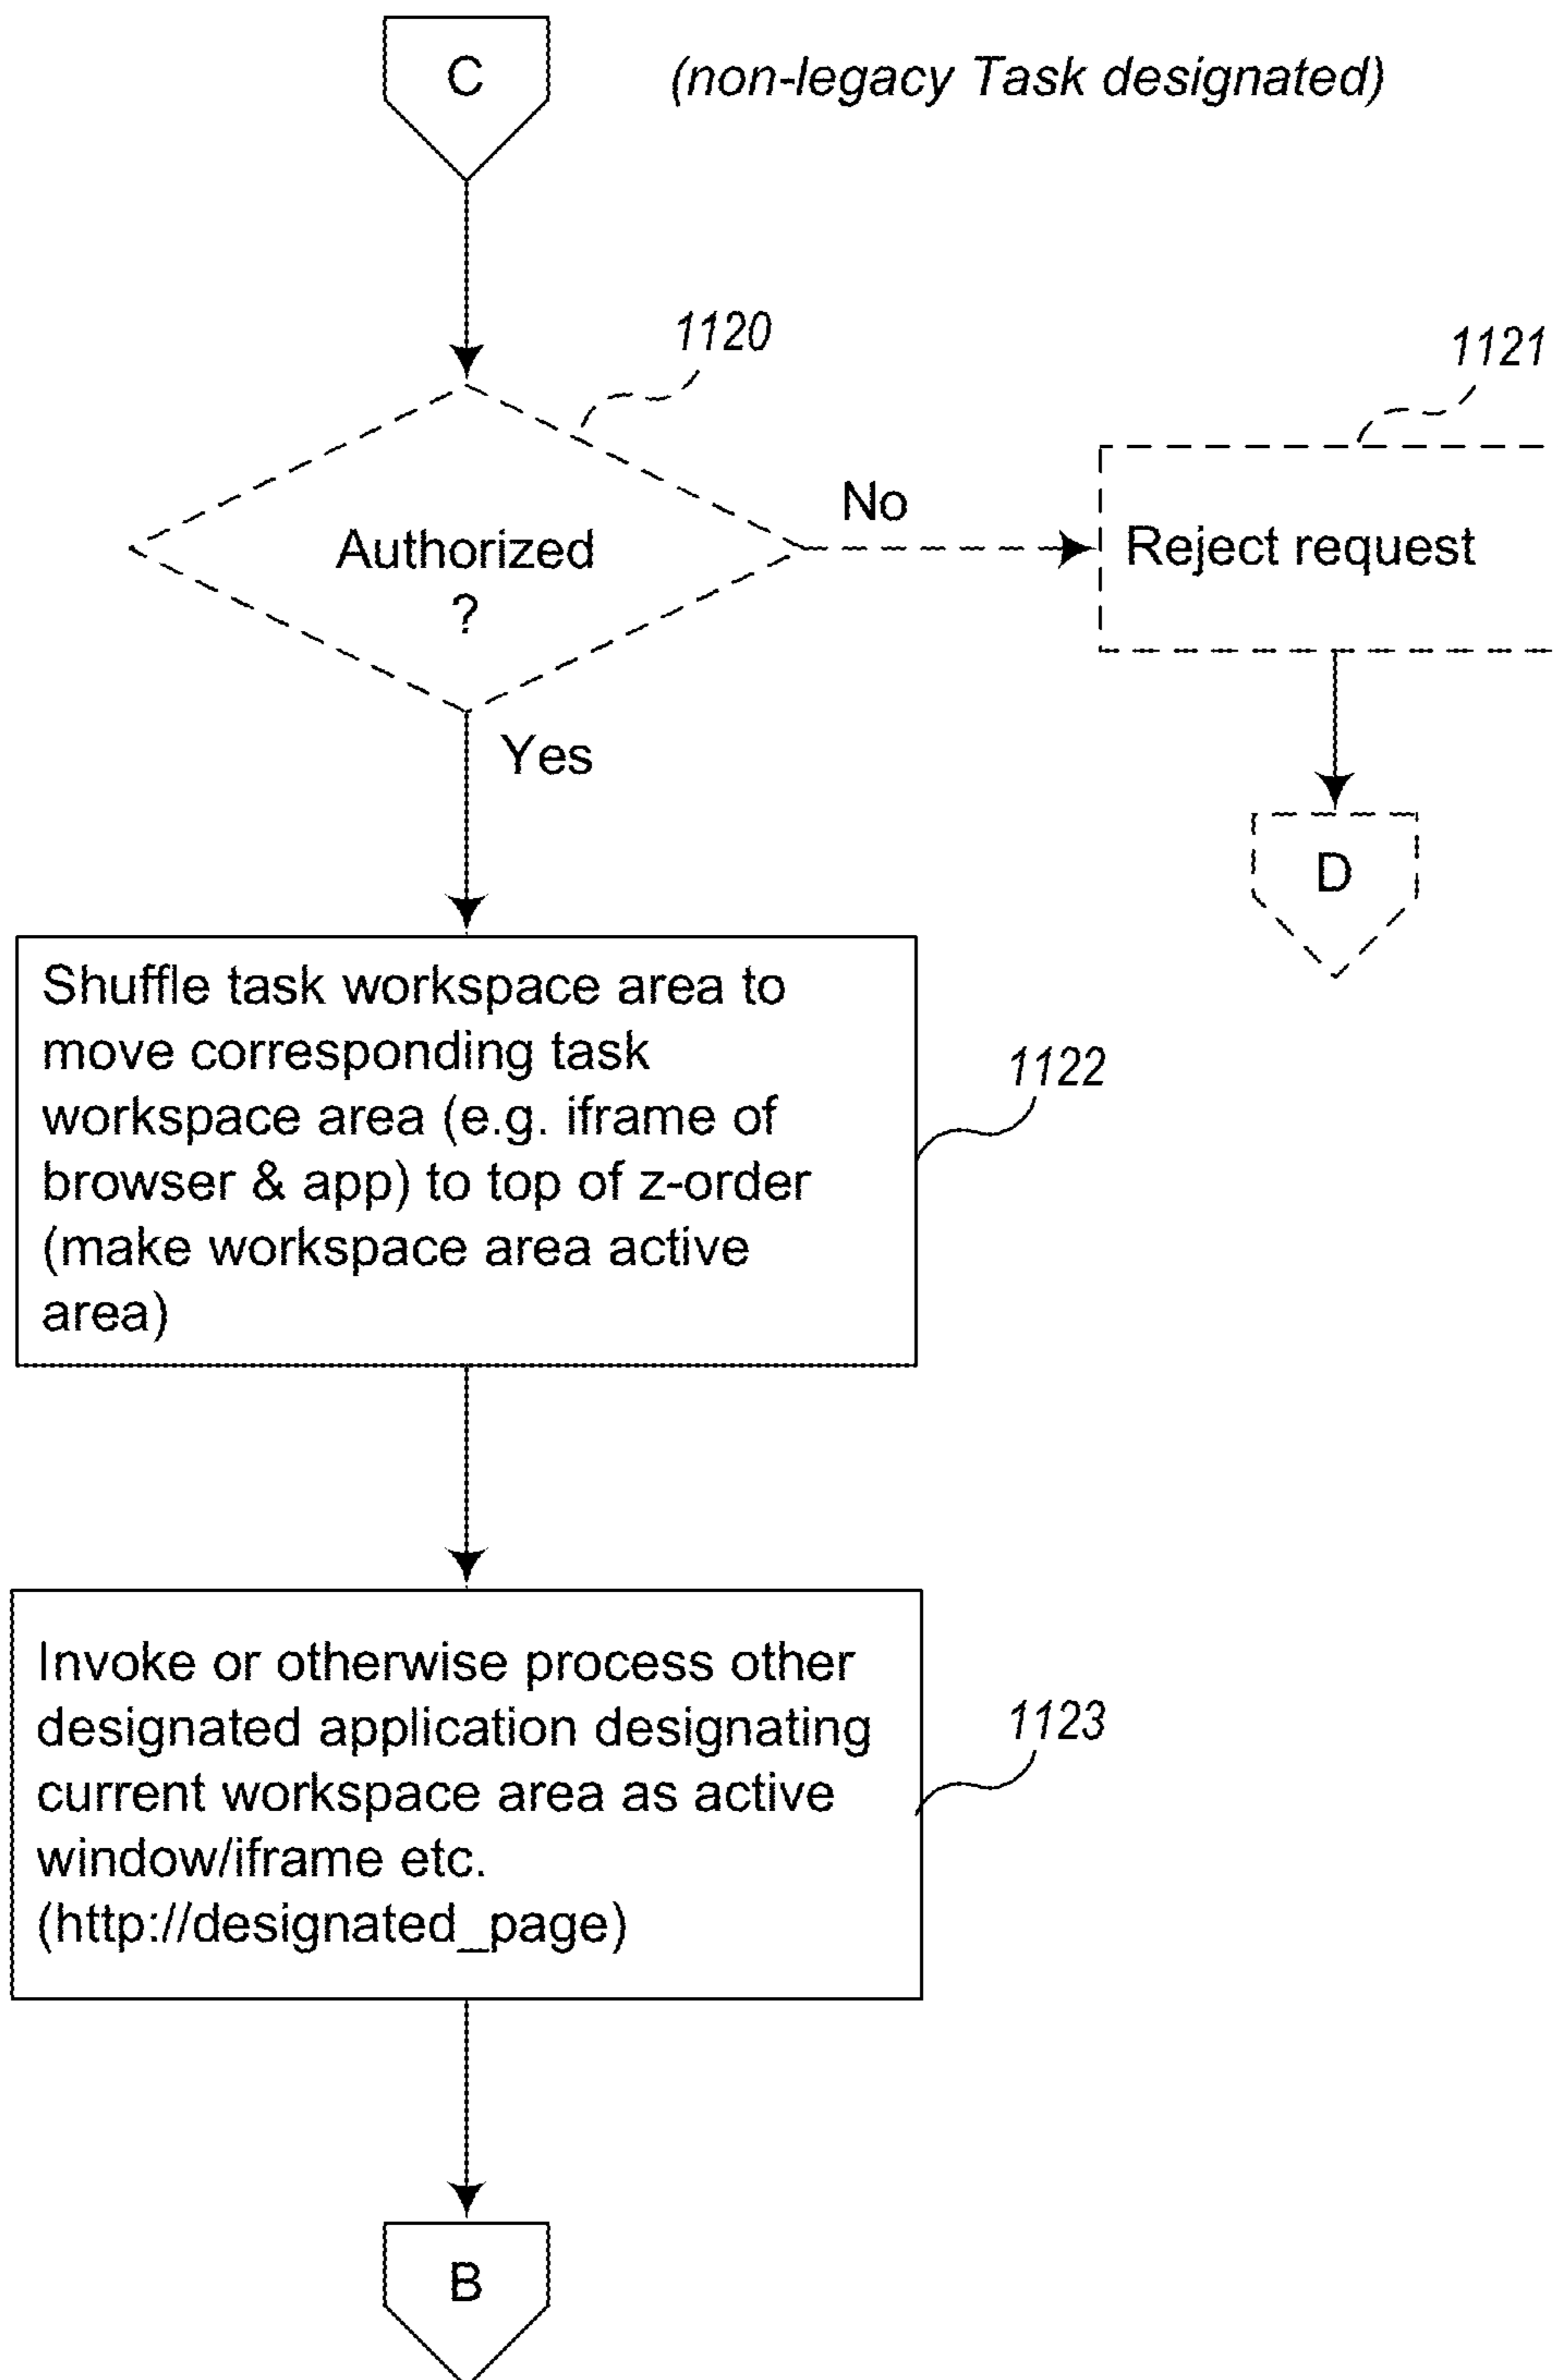 C
(non-legacy Task designated)
1120
1121
Authorized
?
No
Reject request
Yes
D
Shuffle task workspace area to
move corresponding task
workspace area (e.g. iframe of
browser & app) to top of z-order
(make workspace area active
area)
1122
Invoke or otherwise process other
designated application designating
current workspace area as active
window/iframe etc.
(http://designated_page)
1123
B